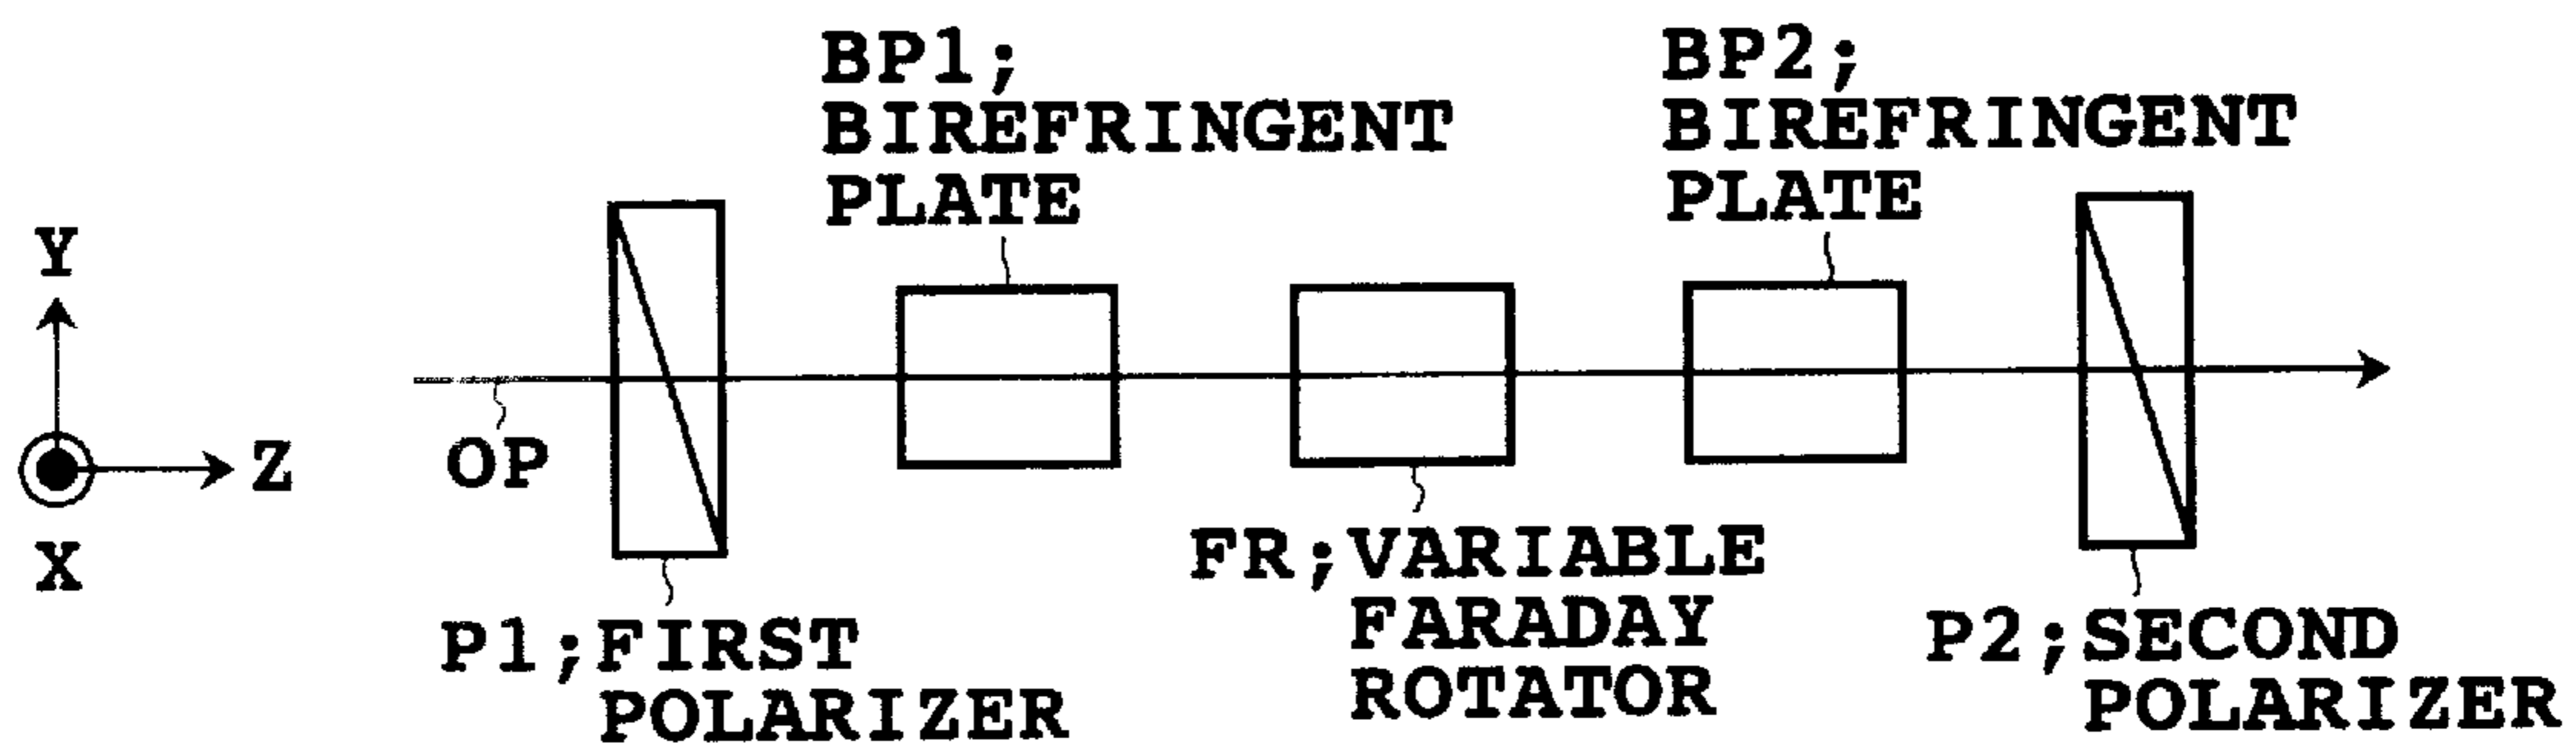 BP1;
BIREFRINGENT
PLATE
BP2;
BIREFRINGENT
PLATE
Y
Z
X
OP
FR;VARIABLE
FARADAY
ROTATOR
P1;FIRST
POLARIZER
P2;SECOND
POLARIZER